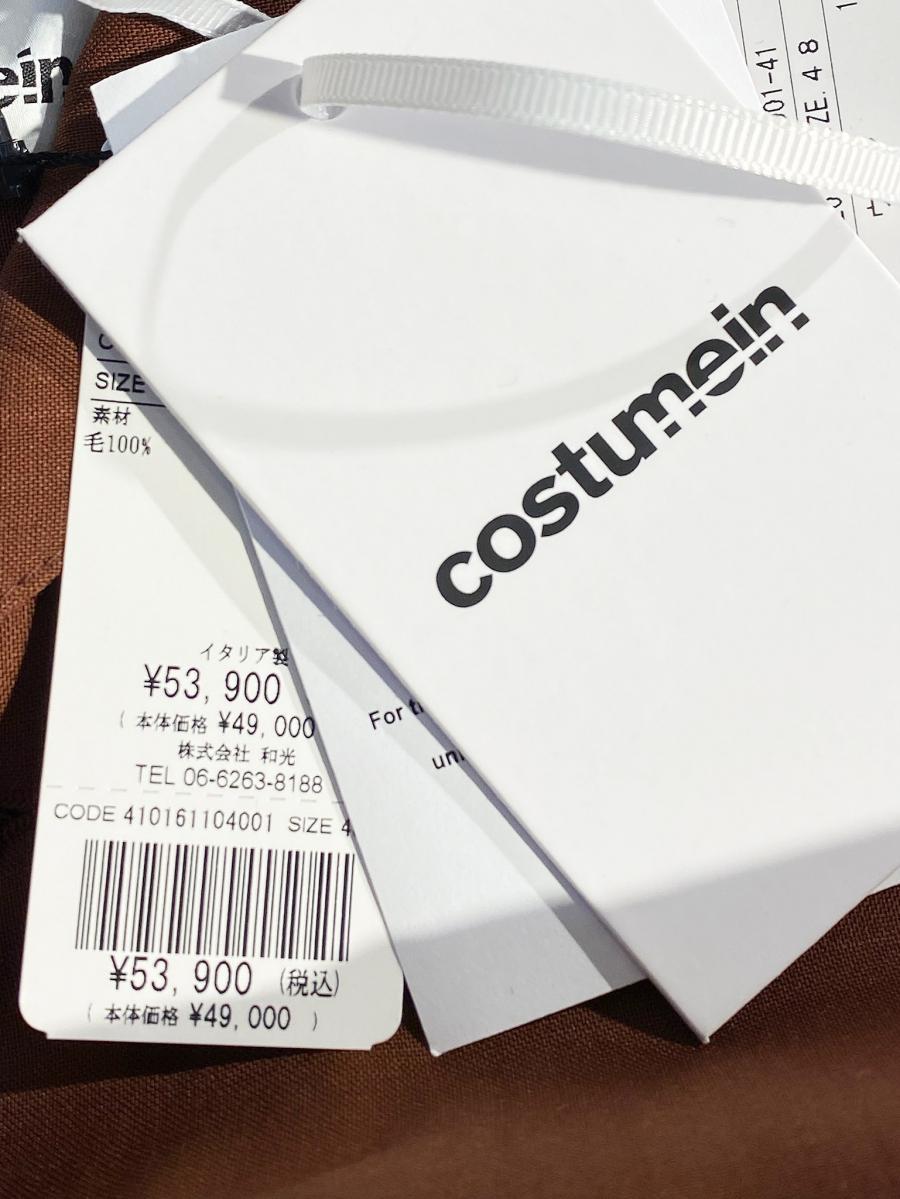 ein
01-41
ZE. 4 8
costumein
SIZE
素材
毛100%
イタリア製
¥53,900
(本体価格 ¥49,000
株式会社 和光
TEL 06-6263-8188
CODE 410161104001 SIZE 4
¥53,900 (税込)
(本体価格 ¥49,000 )
For